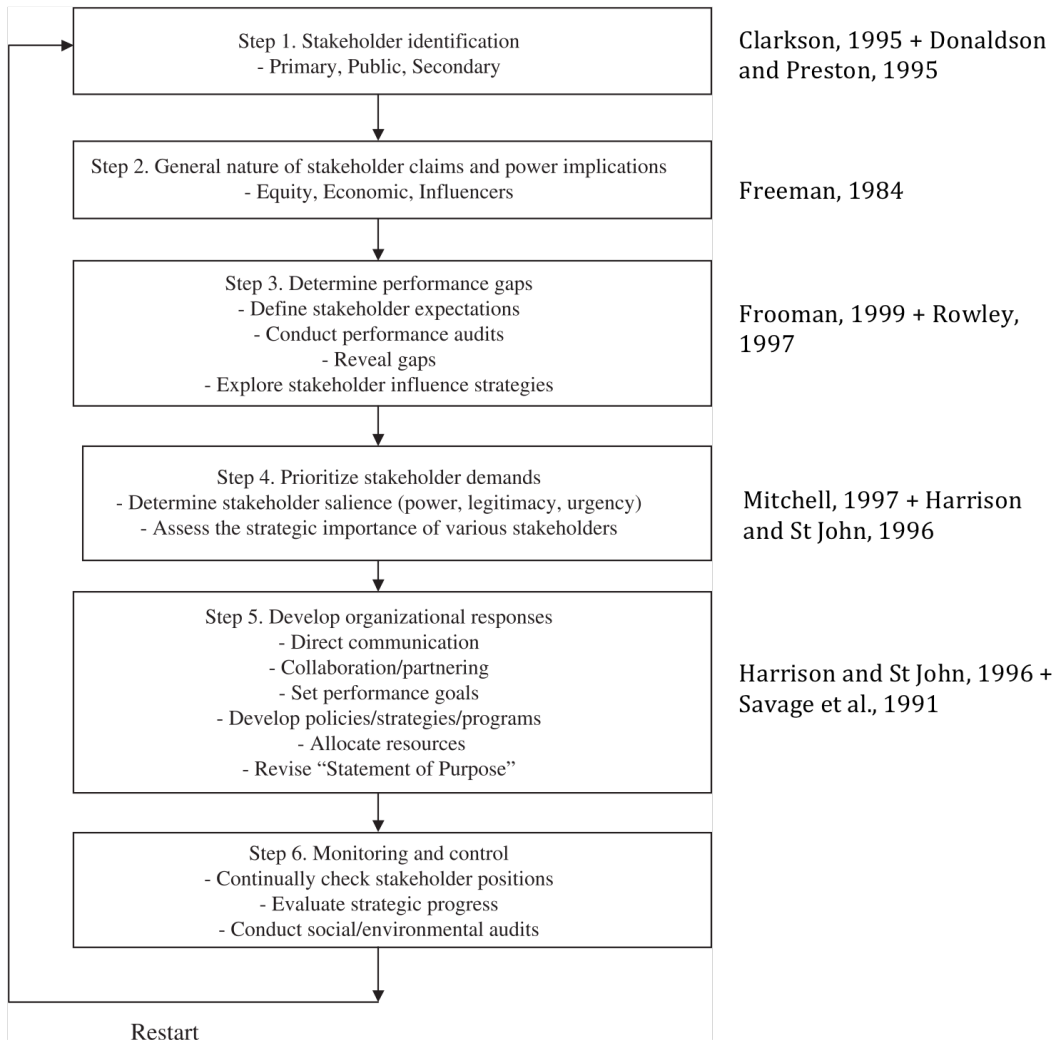 Step 1. Stakeholder identification
- Primary, Public, Secondary
Clarkson, 1995 + Donaldson
and Preston, 1995
Step 2. General nature of stakeholder claims and power implications
- Equity, Economic, Influencers
Freeman, 1984
Step 3. Determine performance gaps
- Define stakeholder expectations
- Conduct performance audits
- Reveal gaps
- Explore stakeholder influence strategies
Frooman, 1999 + Rowley,
1997
Step 4. Prioritize stakeholder demands
- Determine stakeholder salience (power, legitimacy, urgency)
- Assess the strategic importance of various stakeholders
Mitchell, 1997 + Harrison
and St John, 1996
Step 5. Develop organizational responses
- Direct communication
- Collaboration/partnering
- Set performance goals
- Develop policies/strategies/programs
- Allocate resources
- Revise “Statement of Purpose”
Harrison and St John, 1996 +
Savage et al., 1991
Step 6. Monitoring and control
- Continually check stakeholder positions
- Evaluate strategic progress
- Conduct social/environmental audits
Restart